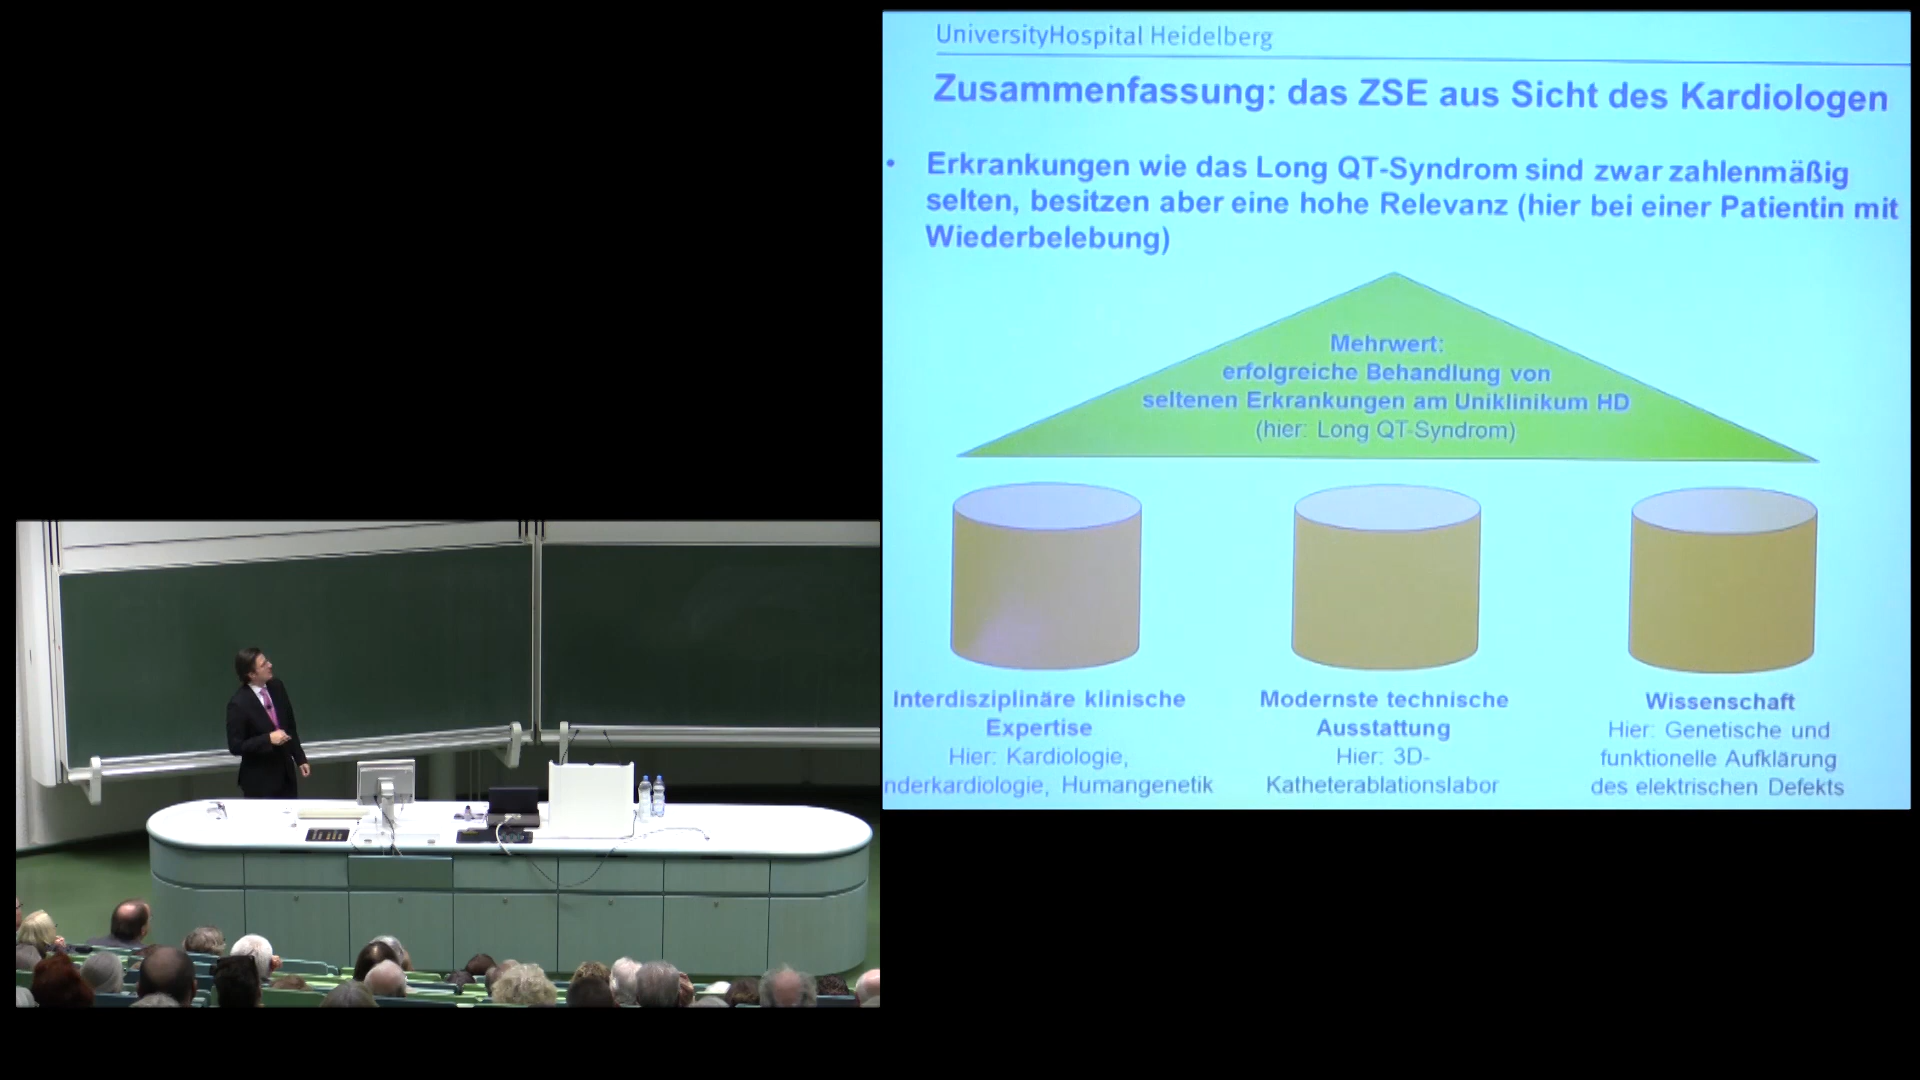 UniversityHospital Heidelberg
Zusammenfassung: das ZSE aus Sicht des Kardiologen
• Erkrankungen wie das Long QT-Syndrom sind zwar zahlenmäßig
selten, besitzen aber eine hohe Relevanz (hier bei einer Patientin mit
Wiederbelebung)
Mehrwert:
erfolgreiche Behandlung von
seltenen Erkrankungen am Uniklinikum HD
(hier: Long QT-Syndrom)
Interdisziplinäre klinische
Expertise
Hier: Kardiologie,
nderkardiologie, Humangenetik
Modernste technische
Ausstattung
Hier: 3D-
Katheterablationslabor
Wissenschaft
Hier: Genetische und
funktionelle Aufklärung
des elektrischen Defekts